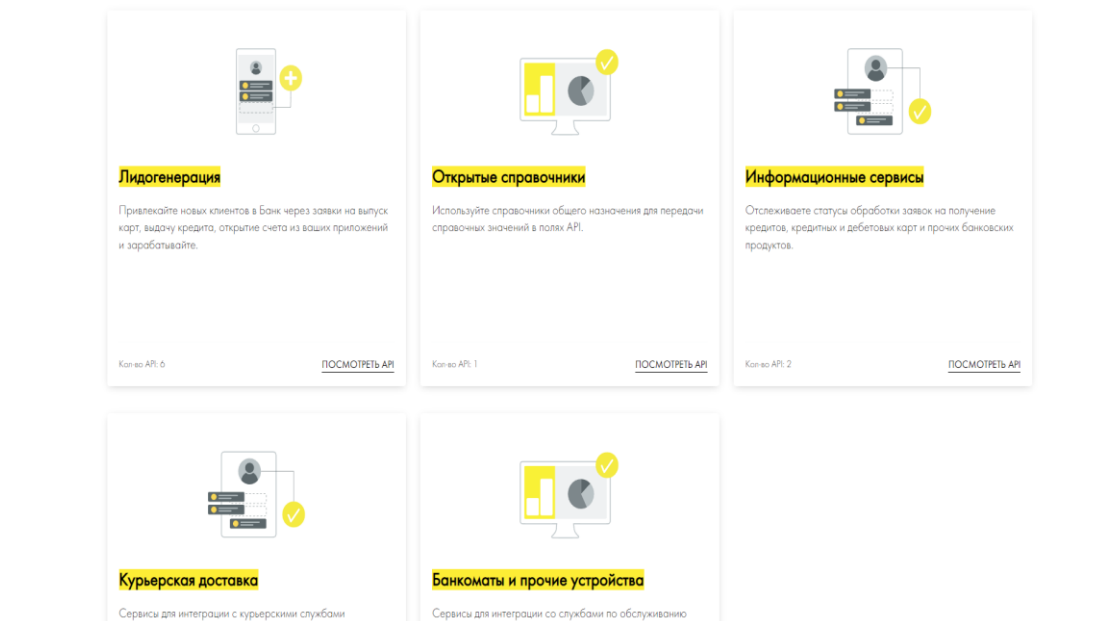 Лидогенерация
Привлекайте новых клиентов в Банк через заявки на выпуск
карт, выдачу кредита, открытие счета из ваших приложений
и зарабатывайте.
Кол-во API: 6
ПОСМОТРЕТЬ API
Открытые справочники
Используйте справочники общего назначения для передачи
справочных значений в полях API.
Кол-во API: 1
ПОСМОТРЕТЬ API
Информационные сервисы
Отслеживаете статусы обработки заявок на получение
кредитов, кредитных и дебетовых карт и прочих банковских
продуктов.
Кол-во API: 2
ПОСМОТРЕТЬ API
Курьерская доставка
Сервисы для интеграции с курьерскими службами
Банкоматы и прочие устройства
Сервисы для интеграции со службами по обслуживанию